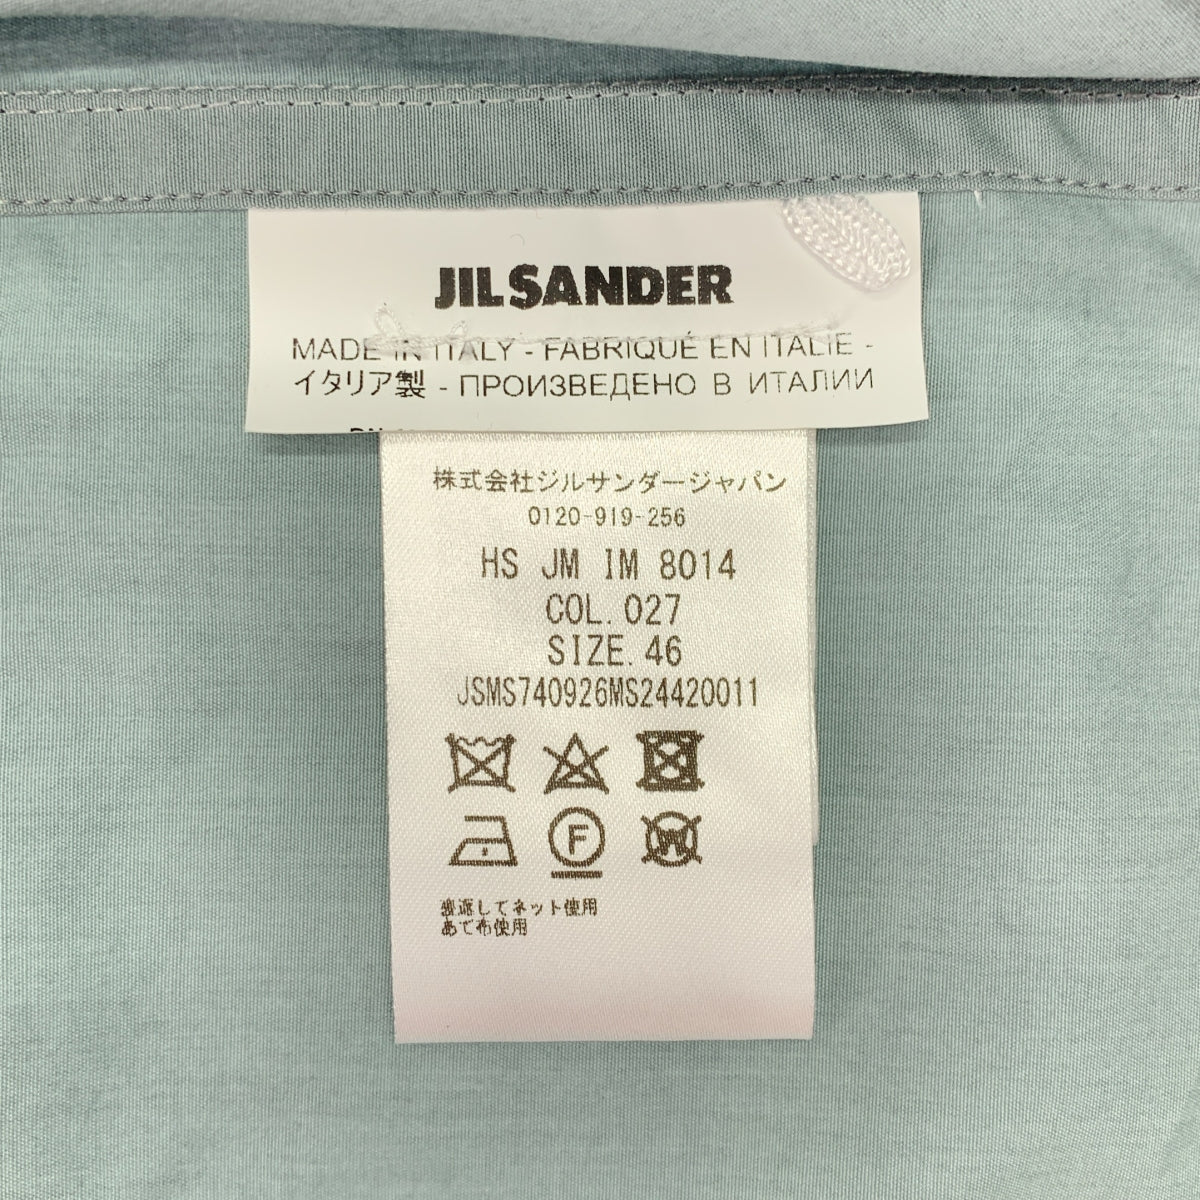 JIL SANDER
MADE IN ITALY - FABRIQUÉ EN ITALIE -
イタリア製 - ПРОИЗВЕДЕНО В ИТАЛИИ
株式会社ジルサンダージャパン
0120-919-256
HS JM IM 8014
COL. 027
SIZE. 46
JSMS740926MS24420011
F
W
裏返してネット使用
あて布使用